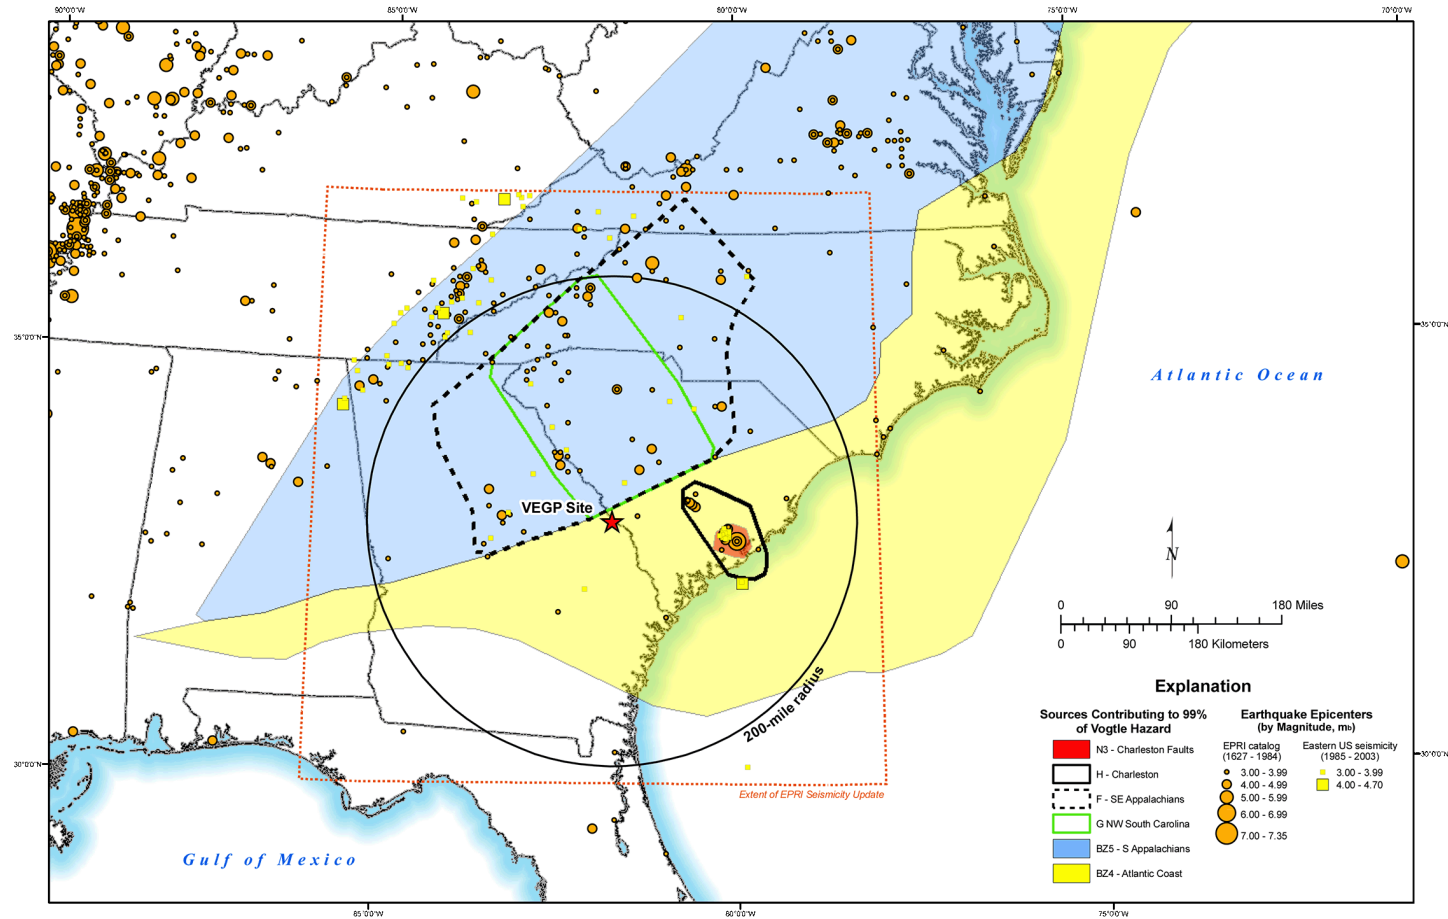 90°0'0"W
85°0'0"W
80°0'0"W
75°0'0"W
70°0'0"W
35°0'0"N
35°0'0"N
Atlantic Ocean
VEGP Site
N
0 90 180 Miles
0 90 180 Kilometers
200-mile radius
30°0'0"N
30°0'0"N
Extent of EPRI Seismicity Update
Gulf of Mexico
Explanation
Sources Contributing to 99%
of Vogtle Hazard
N3 - Charleston Faults
H - Charleston
F - SE Appalachians
G NW South Carolina
BZ5 - S Appalachians
BZ4 - Atlantic Coast
Earthquake Epicenters
(by Magnitude, mb)
EPRI catalog
(1627 - 1984)
3.00 - 3.99
4.00 - 4.99
5.00 - 5.99
6.00 - 6.99
7.00 - 7.35
Eastern US seismicity
(1985 - 2003)
3.00 - 3.99
4.00 - 4.70
85°0'0"W
80°0'0"W
75°0'0"W